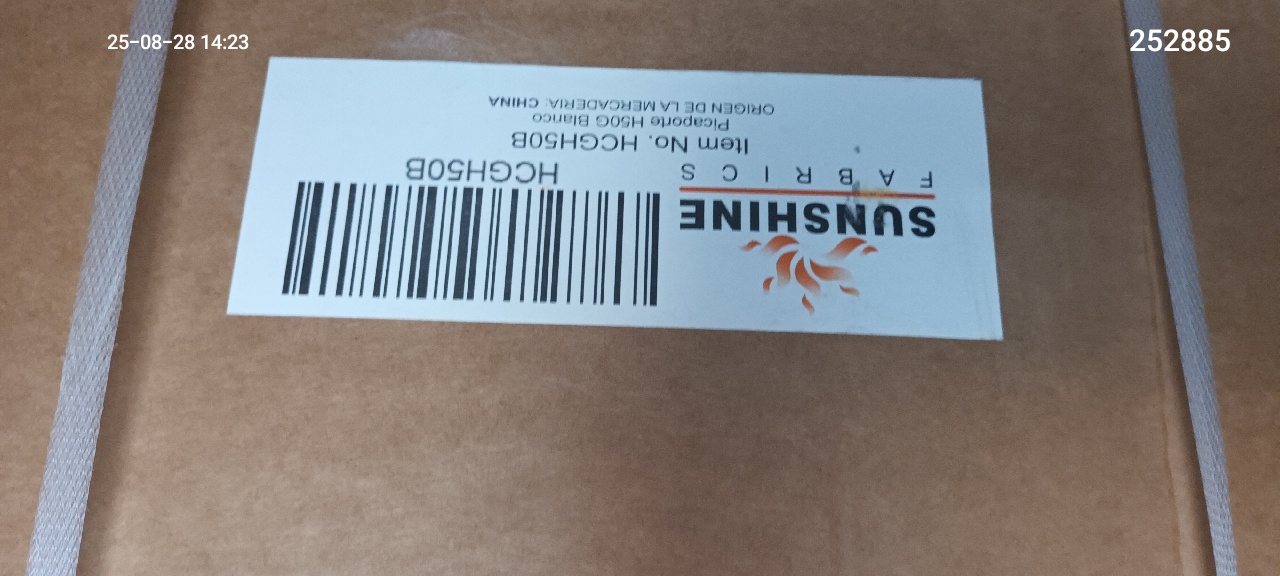 25-08-28 14:23
252885
SUNSHINE
FABRICS
HCGH50B
Item No. HCGH50B
Picaporte H50G Blanco
ORIGEN DE LA MERCADERIA: CHINA